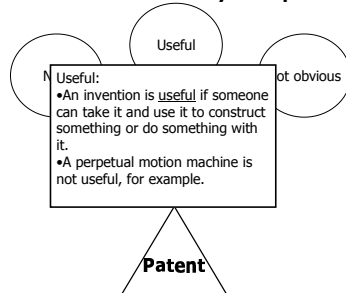 Useful
N
ot obvious
Useful:
•An invention is useful if someone
can take it and use it to construct
something or do something with
it.
•A perpetual motion machine is
not useful, for example.
Patent